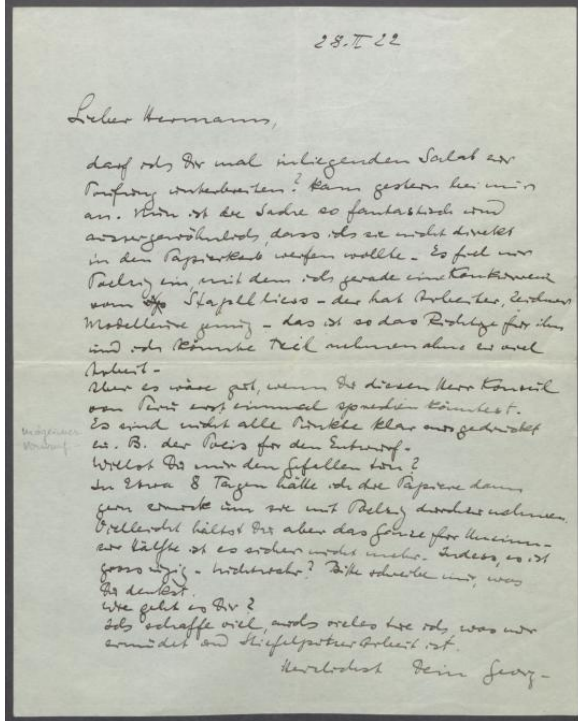 28.II 22
Lieber Hermann,
darf ich Dir mal inliegenden Salat zur
Prüfung unterbreiten? Kam gestern bei mir
an. Nun ist die Sache so fantastisch und
aussergewöhnlich, dass ich sie nicht direkt
in den Papierkorb werfen wollte. Es fiel mir
Poelzig ein, mit dem ich gerade eine Konkurrenz
vom Stapel liess – der hat Arbeiter, Zeichner
Modelleure genug – das ist so das Richtige für ihn
und ich könnte Teil nehmen ohne zu viel
Arbeit –
Aber es wäre gut, wenn Du diesen Herr Konsul
von Peru erst einmal sprechen könntest.
Es sind nicht alle Punkte klar ausgedrückt
z. B. der Preis für den Entwurf.
Willst Du mir den Gefallen tun?
In Etwa 8 Tagen hätte ich die Papiere dann
gern zurück um sie mit Poelzig durchzunehmen.
Vielleicht hältst Du aber das Ganze für Unsinn –
zur Hälfte ist es sicher nicht mehr. Indess, es ist
grosszügig – nichtwahr? Bitte schreibe mir, was
Du denkst.
Wie geht es Dir?
Ich schaffe viel, auch vieles tue ich, was mir
ermüdet und Stiefelputzer Arbeit ist.
Herzlichst Dein Georg –